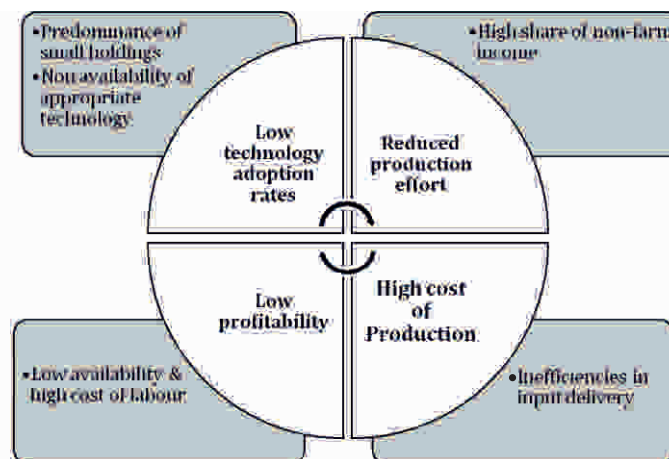 •Predominance of
small holdings
•Non availability of
appropriate
technology
•High share of non-farm
income
Low
technology
adoption
rates
Reduced
production
effort
Low
profitability
High cost
of
Production
•Low availability &
high cost of labour
•Inefficiencies in
input delivery